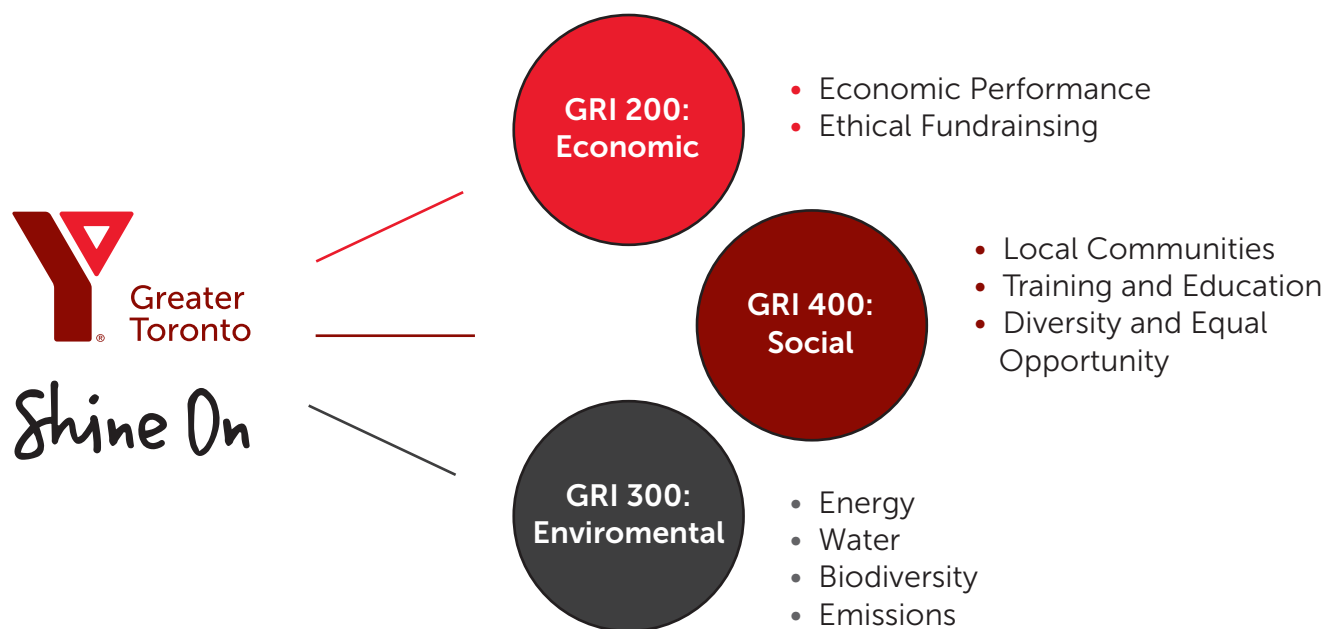 GRI 200:
Economic
• Economic Performance
• Ethical Fundrainsing
Y®
Greater
Toronto
Shine On
GRI 400:
Social
• Local Communities
• Training and Education
• Diversity and Equal
Opportunity
GRI 300:
Enviromental
• Energy
• Water
• Biodiversity
• Emissions